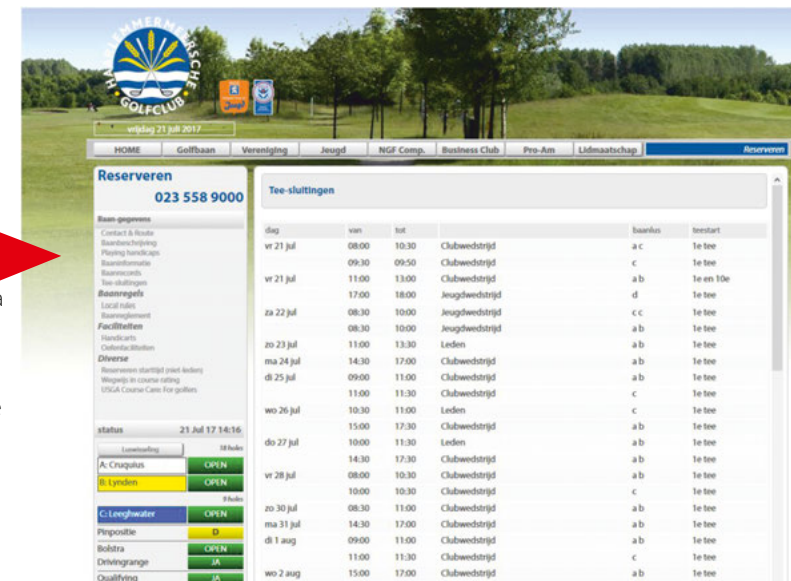 HAARLEMMERMEERSCHE
GOLFCLUB
vrijdag 21 juli 2017
HOME Golfbaan Vereniging Jeugd NGF Comp. Business Club Pro-Am Lidmaatschap Reserveren
Reserveren
023 558 9000
Baan-gegevens
Contact & Route
Baanbeschrijving
Playing handicaps
Baaninformatie
Baanrecords
Tee-sluitingen
Baanregels
Local rules
Baanreglement
Faciliteiten
Handicarts
Oefenfaciliteiten
Diverse
Reserveren starttijd (niet leden)
Wegwijs in course rating
USGA Course Care: For golfers
status 21 Jul 17 14:16
Luswisseling 18 holes
A: Cruquius OPEN
B: Lynden OPEN
9 holes
C: Leeghwater OPEN
Pinpositie D
Bolstra OPEN
Drivingrange JA
Qualifying JA
Tee-sluitingen
dag van tot baanlus teestart
vr 21 jul 08:00 10:30 Clubwedstrijd a c 1e tee
09:30 09:50 Clubwedstrijd c 1e tee
vr 21 jul 11:00 13:00 Clubwedstrijd a b 1e en 10e
17:00 18:00 Jeugdwedstrijd d 1e tee
za 22 jul 08:30 10:00 Jeugdwedstrijd c c 1e tee
08:30 10:00 Jeugdwedstrijd a b 1e tee
zo 23 jul 11:00 13:30 Leden a b 1e tee
ma 24 jul 14:30 17:00 Clubwedstrijd a b 1e tee
di 25 jul 09:00 11:00 Clubwedstrijd a b 1e tee
11:00 11:30 Clubwedstrijd c 1e tee
wo 26 jul 10:30 11:00 Leden c 1e tee
15:00 17:30 Clubwedstrijd a b 1e tee
do 27 jul 10:00 11:30 Leden a b 1e tee
14:30 17:30 Clubwedstrijd a b 1e tee
vr 28 jul 08:00 10:30 Clubwedstrijd a b 1e tee
10:00 10:30 Clubwedstrijd c 1e tee
zo 30 jul 08:30 11:00 Clubwedstrijd a b 1e tee
ma 31 jul 14:30 17:00 Clubwedstrijd a b 1e tee
di 1 aug 09:00 11:00 Clubwedstrijd a b 1e tee
11:00 11:30 Clubwedstrijd c 1e tee
wo 2 aug 15:00 17:00 Clubwedstrijd a b 1e tee